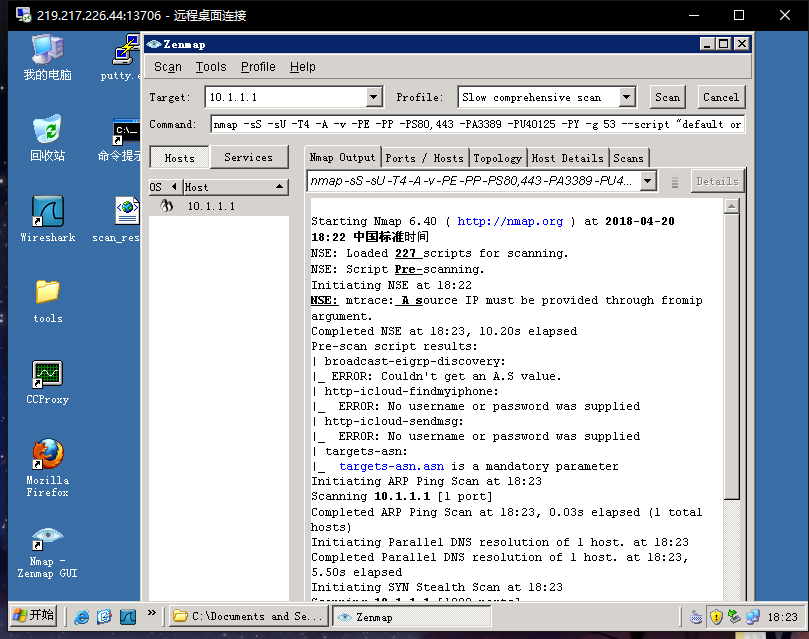 219.217.226.44:13706 - 远程桌面连接
我的电脑
putty.e
回收站
命令提示
Wireshark
scan_res
tools
CCProxy
Mozilla
Firefox
Nmap -
Zenmap GUI
Zenmap
Scan Tools Profile Help
Target: 10.1.1.1 Profile: Slow comprehensive scan Scan Cancel
Command: nmap -sS -sU -T4 -A -v -PE -PP -PS80,443 -PA3389 -PU40125 -PY -g 53 --script "default or
Hosts Services
OS Host
10.1.1.1
Nmap Output Ports / Hosts Topology Host Details Scans
nmap -sS -sU -T4 -A -v -PE -PP -PS80,443 -PA3389 -PU4... Details
Starting Nmap 6.40 ( http://nmap.org ) at 2018-04-20
18:22 中国标准时间
NSE: Loaded 227 scripts for scanning.
NSE: Script Pre-scanning.
Initiating NSE at 18:22
NSE: mtrace: A source IP must be provided through fromip
argument.
Completed NSE at 18:23, 10.20s elapsed
Pre-scan script results:
| broadcast-eigrp-discovery:
|_ ERROR: Couldn't get an A.S value.
| http-icloud-findmyiphone:
|_ ERROR: No username or password was supplied
| http-icloud-sendmsg:
|_ ERROR: No username or password was supplied
| targets-asn:
|_ targets-asn.asn is a mandatory parameter
Initiating ARP Ping Scan at 18:23
Scanning 10.1.1.1 [1 port]
Completed ARP Ping Scan at 18:23, 0.03s elapsed (1 total
hosts)
Initiating Parallel DNS resolution of 1 host. at 18:23
Completed Parallel DNS resolution of 1 host. at 18:23,
5.50s elapsed
Initiating SYN Stealth Scan at 18:23
Scanning 10.1.1.1 [1000 ports]
开始 » C:\Documents and Se... Zenmap 18:23